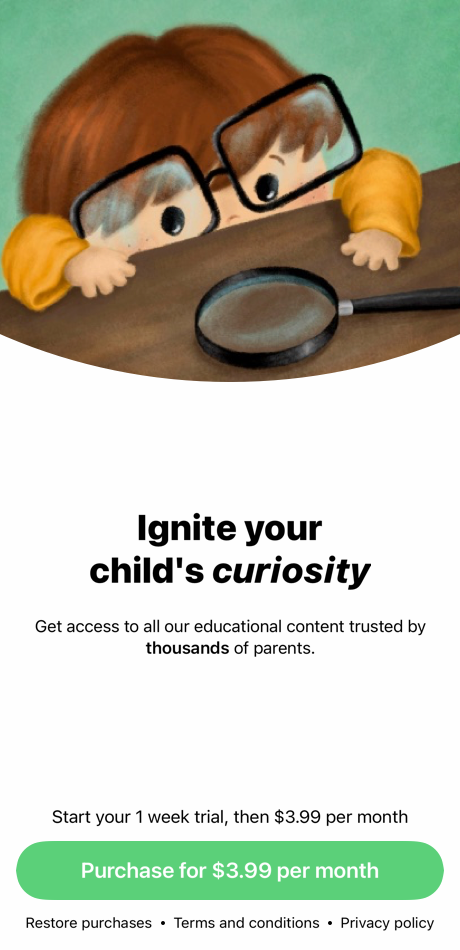 Ignite your
child's curiosity
Get access to all our educational content trusted by
thousands of parents.
Start your 1 week trial, then $3.99 per month
Purchase for $3.99 per month
Restore purchases • Terms and conditions • Privacy policy